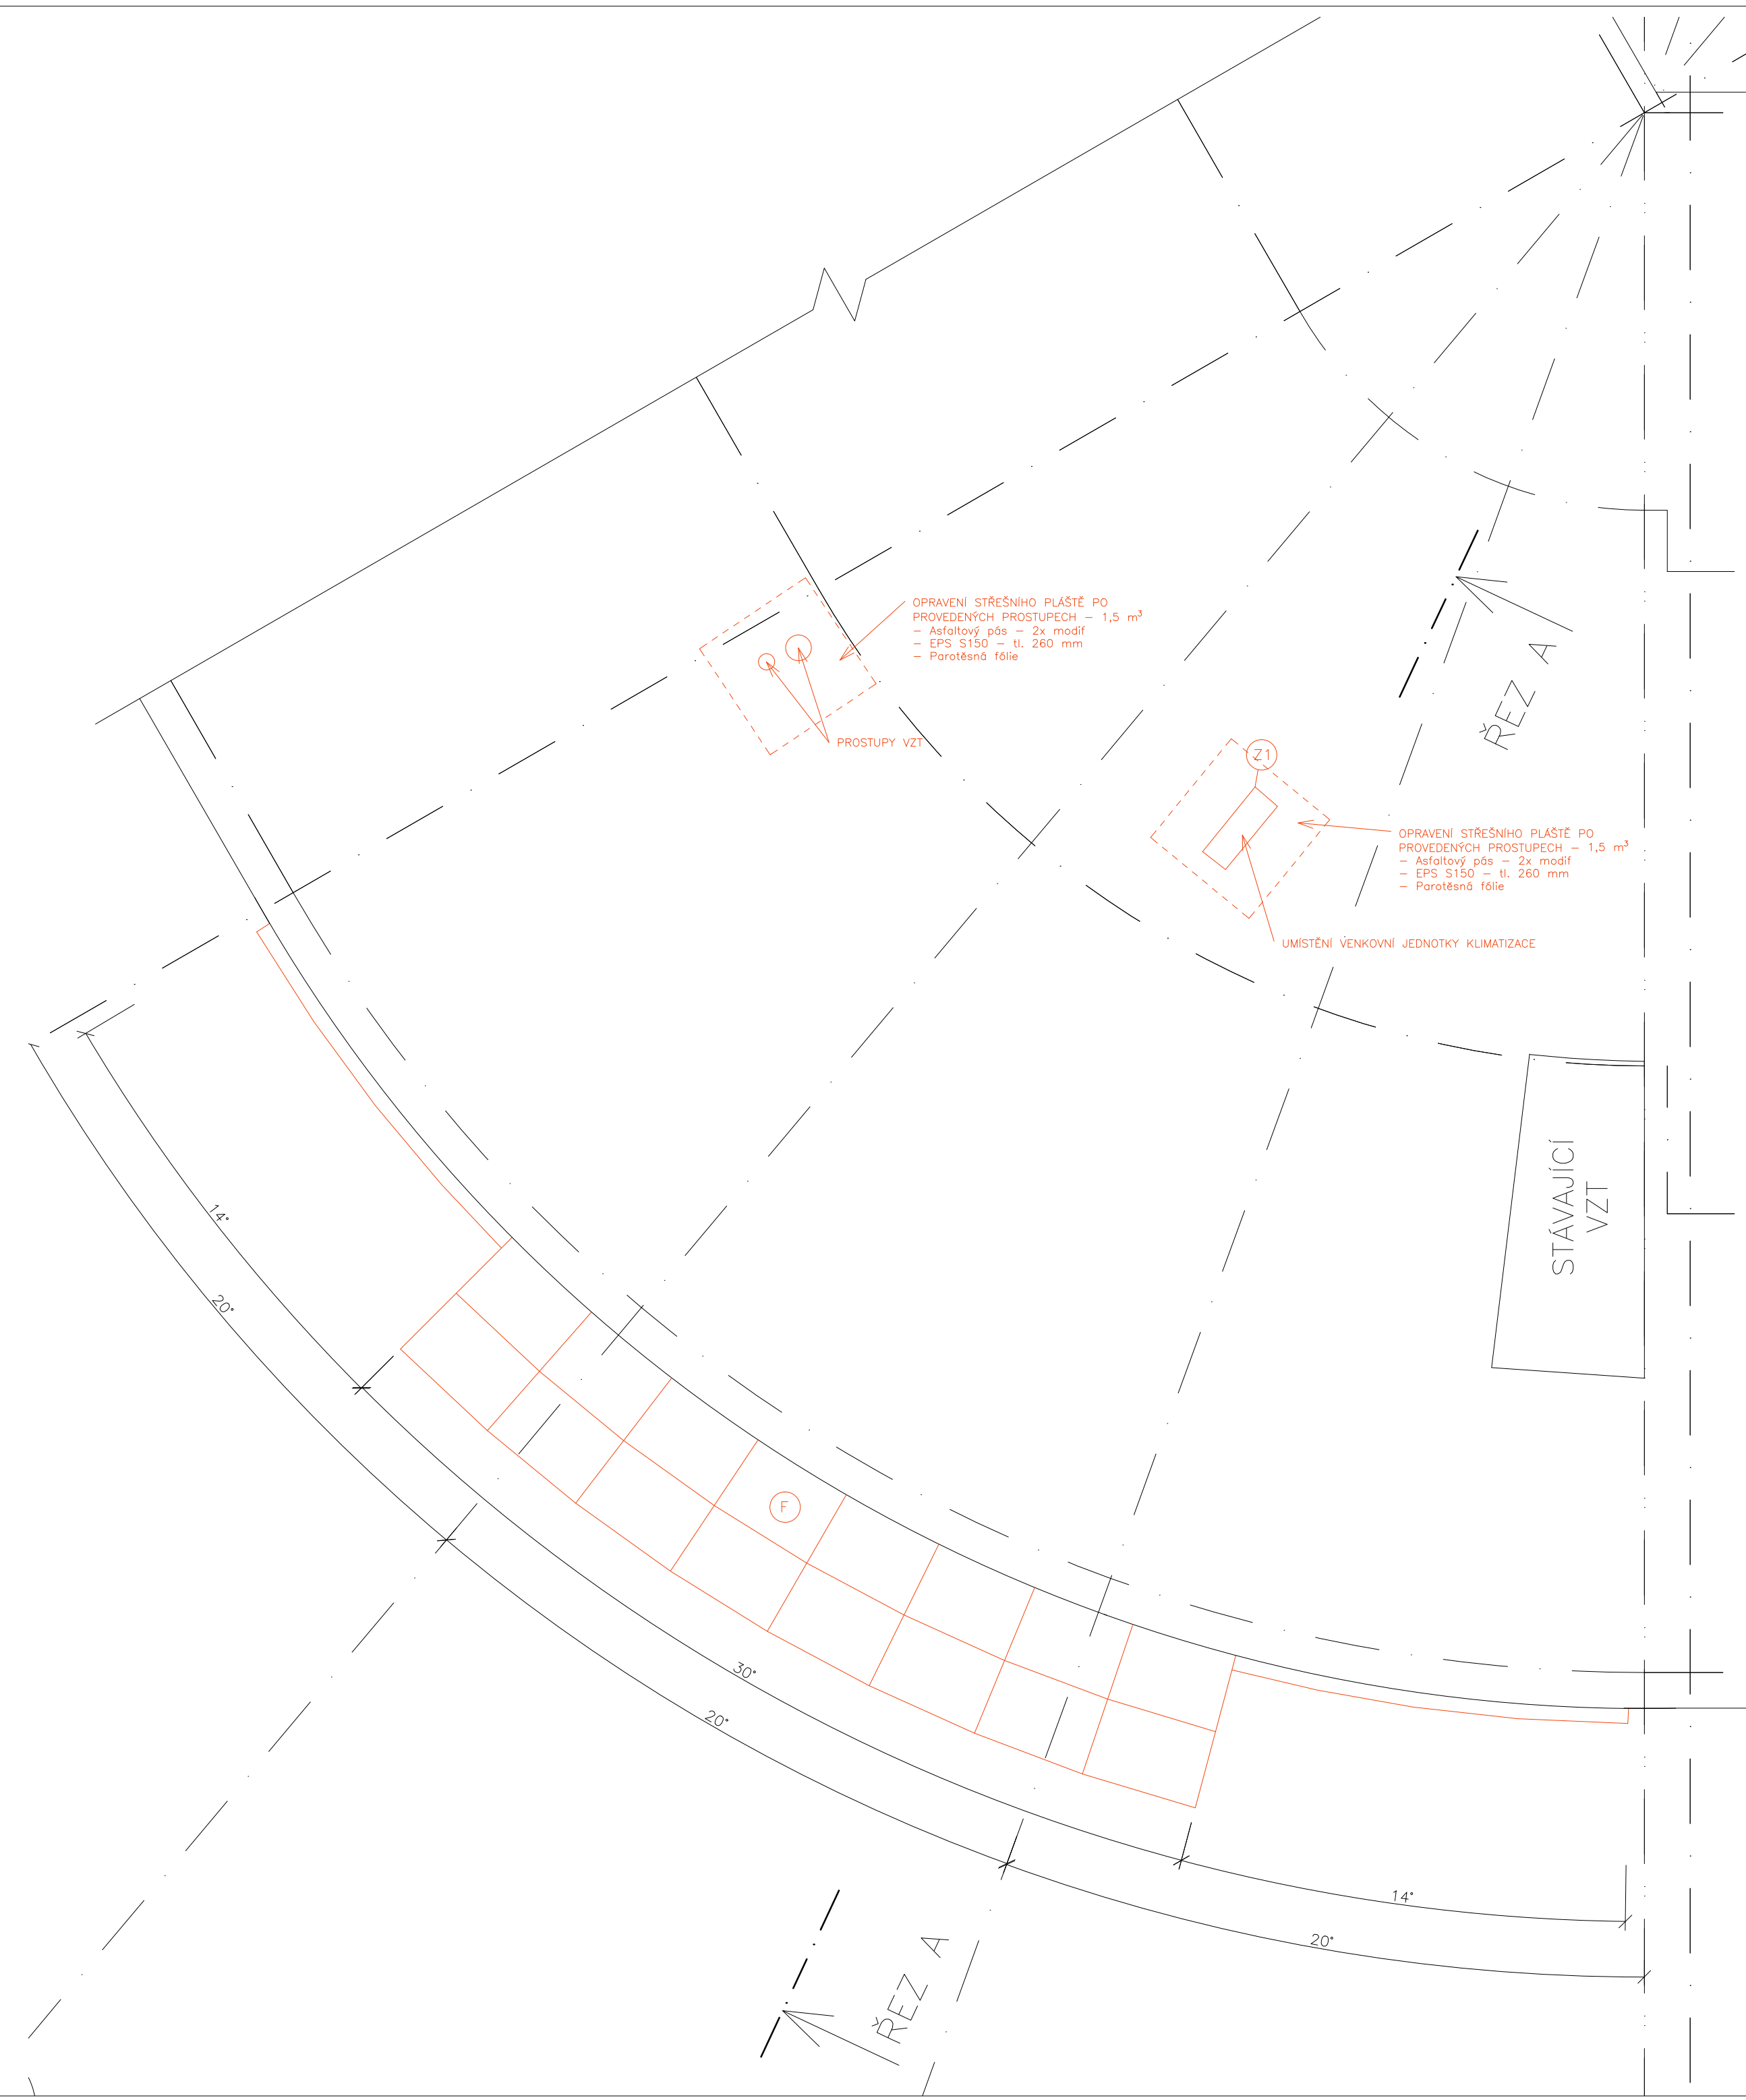 OPRAVENÍ STŘEŠNÍHO PLÁŠTĚ PO
PROVEDENÝCH PROSTUPECH – 1,5 m³
– Asfaltový pás – 2x modif
– EPS S150 – tl. 260 mm
– Parotěsná fólie
PROSTUPY VZT
ŘEZ A
Z1
OPRAVENÍ STŘEŠNÍHO PLÁŠTĚ PO
PROVEDENÝCH PROSTUPECH – 1,5 m³
– Asfaltový pás – 2x modif
– EPS S150 – tl. 260 mm
– Parotěsná fólie
UMÍSTĚNÍ VENKOVNÍ JEDNOTKY KLIMATIZACE
STÁVAJÍCÍ
VZT
14°
20°
F
30°
20°
14°
20°
ŘEZ A